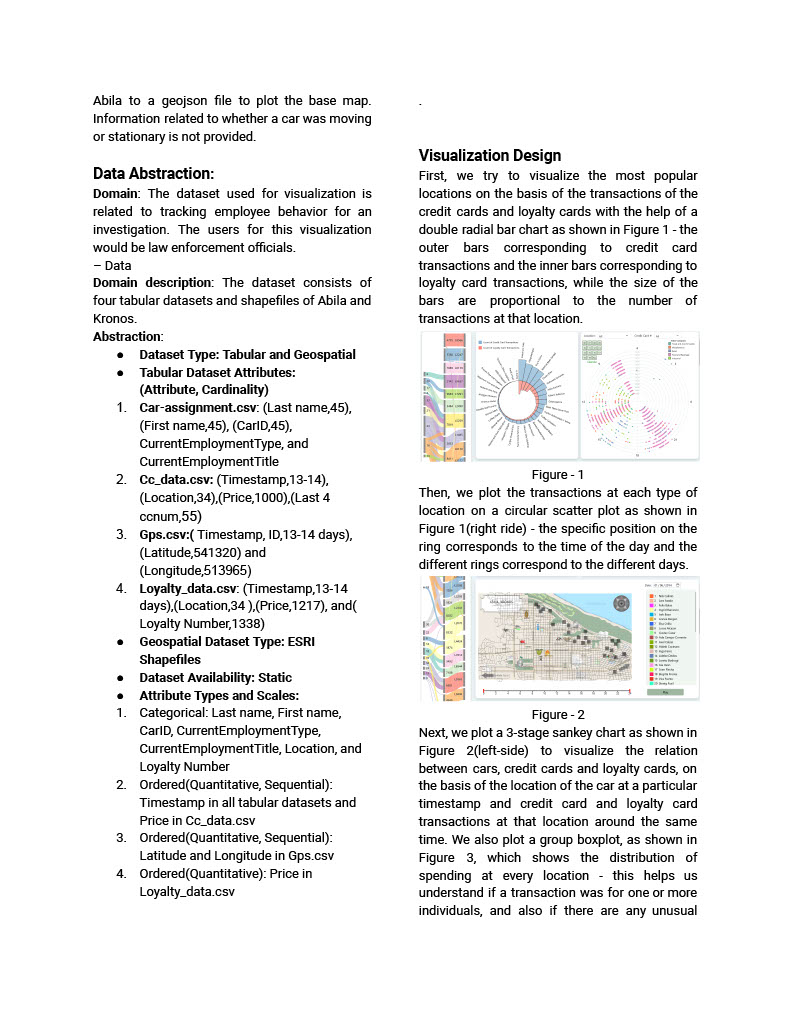 Abila to a geojson file to plot the base map.
Information related to whether a car was moving
or stationary is not provided.
Data Abstraction:
Domain: The dataset used for visualization is
related to tracking employee behavior for an
investigation. The users for this visualization
would be law enforcement officials.
– Data
Domain description: The dataset consists of
four tabular datasets and shapefiles of Abila and
Kronos.
Abstraction:
● Dataset Type: Tabular and Geospatial
● Tabular Dataset Attributes:
(Attribute, Cardinality)
1. Car-assignment.csv: (Last name,45),
(First name,45), (CarID,45),
CurrentEmploymentType, and
CurrentEmploymentTitle
2. Cc_data.csv: (Timestamp,13-14),
(Location,34),(Price,1000),(Last 4
ccnum,55)
3. Gps.csv:( Timestamp, ID,13-14 days),
(Latitude,541320) and
(Longitude,513965)
4. Loyalty_data.csv: (Timestamp,13-14
days),(Location,34 ),(Price,1217), and(
Loyalty Number,1338)
● Geospatial Dataset Type: ESRI
Shapefiles
● Dataset Availability: Static
● Attribute Types and Scales:
1. Categorical: Last name, First name,
CarID, CurrentEmploymentType,
CurrentEmploymentTitle, Location, and
Loyalty Number
2. Ordered(Quantitative, Sequential):
Timestamp in all tabular datasets and
Price in Cc_data.csv
3. Ordered(Quantitative, Sequential):
Latitude and Longitude in Gps.csv
4. Ordered(Quantitative): Price in
Loyalty_data.csv
.
Visualization Design
First, we try to visualize the most popular
locations on the basis of the transactions of the
credit cards and loyalty cards with the help of a
double radial bar chart as shown in Figure 1 - the
outer bars corresponding to credit card
transactions and the inner bars corresponding to
loyalty card transactions, while the size of the
bars are proportional to the number of
transactions at that location.
Figure - 1
Then, we plot the transactions at each type of
location on a circular scatter plot as shown in
Figure 1(right ride) - the specific position on the
ring corresponds to the time of the day and the
different rings correspond to the different days.
Figure - 2
Next, we plot a 3-stage sankey chart as shown in
Figure 2(left-side) to visualize the relation
between cars, credit cards and loyalty cards, on
the basis of the location of the car at a particular
timestamp and credit card and loyalty card
transactions at that location around the same
time. We also plot a group boxplot, as shown in
Figure 3, which shows the distribution of
spending at every location - this helps us
understand if a transaction was for one or more
individuals, and also if there are any unusual